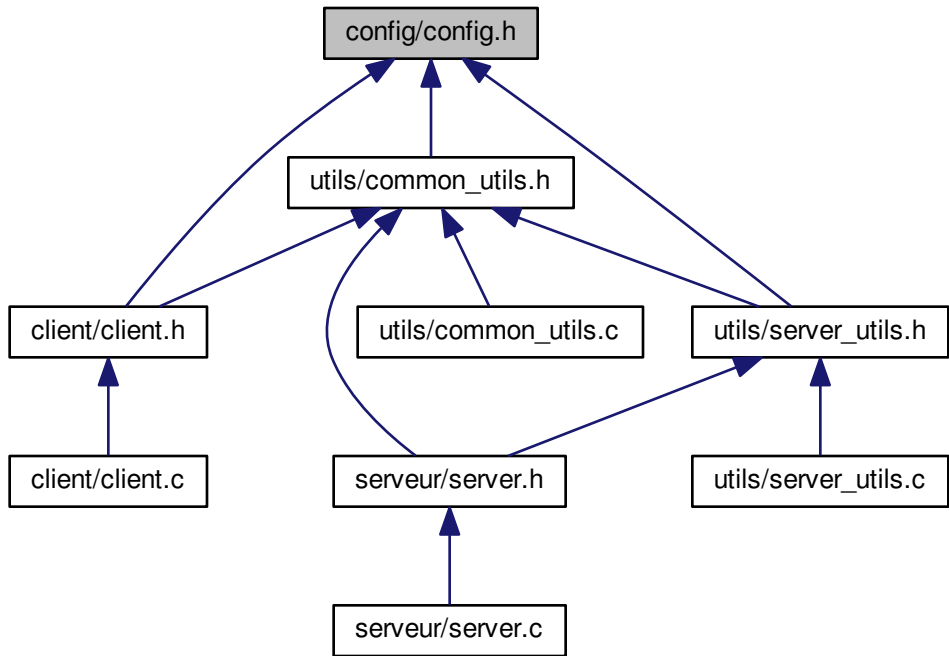 config/config.h
utils/common_utils.h
client/client.h
utils/common_utils.c
utils/server_utils.h
client/client.c
serveur/server.h
utils/server_utils.c
serveur/server.c